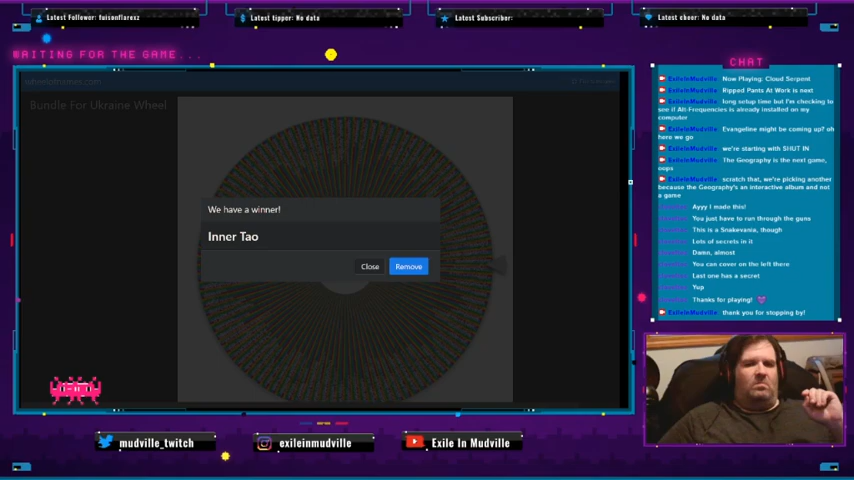 Latest Follower: fuisonflarexz
Latest tipper: No data
Latest Subscriber:
Latest cheer: No data
WAITING FOR THE GAME...
CHAT
wheelofnames.com
Bundle For Ukraine Wheel
We have a winner!
Inner Tao
Close
Remove
ExileInMudville Now Playing: Cloud Serpent
ExileInMudville Ripped Pants At Work is next
ExileInMudville long setup time but I'm checking to
see if Alt-Frequencies is already installed on my
computer
ExileInMudville Evangeline might be coming up? oh
here we go
ExileInMudville we're starting with SHUT IN
ExileInMudville The Geography is the next game,
oops
ExileInMudville scratch that, we're picking another
because the Geography's an interactive album and not
a game
Ayyy I made this!
You just have to run through the guns
This is a Snakevania, though
Lots of secrets in it
Damn, almost
You can cover on the left there
Last one has a secret
Yup
Thanks for playing!
ExileInMudville thank you for stopping by!
mudville_twitch
exileinmudville
Exile In Mudville